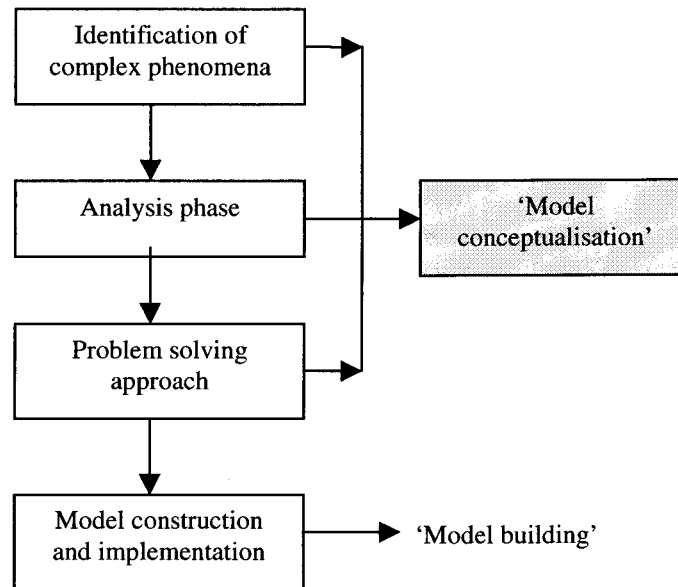 Identification of
complex phenomena
Analysis phase
‘Model
conceptualisation’
Problem solving
approach
Model construction
and implementation
‘Model building’